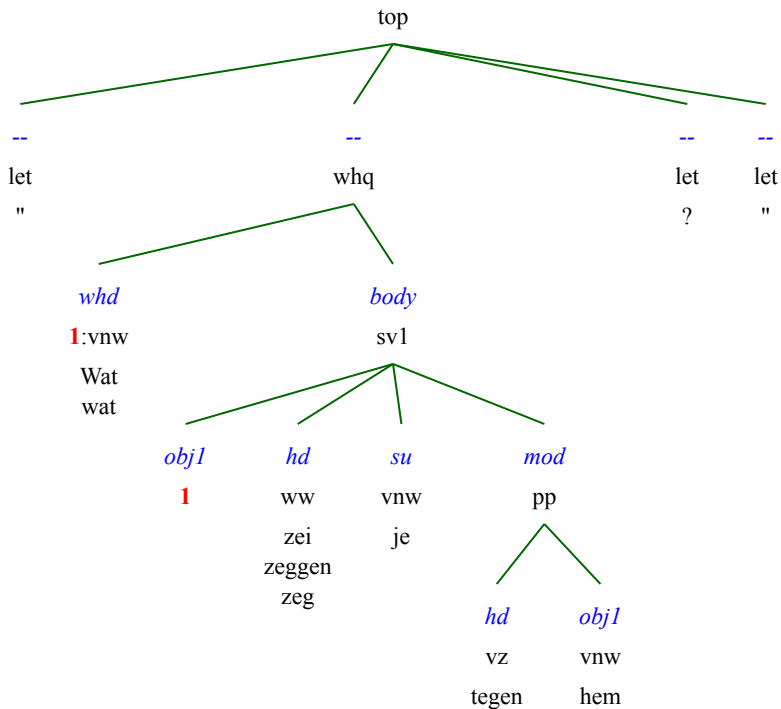 top
-- -- -- --
let whq let let
" ? "
whd body
1:vnw sv1
Wat
wat
obj1 hd su mod
1 ww vnw pp
zei je
zeggen
zeg
hd obj1
vz vnw
tegen hem